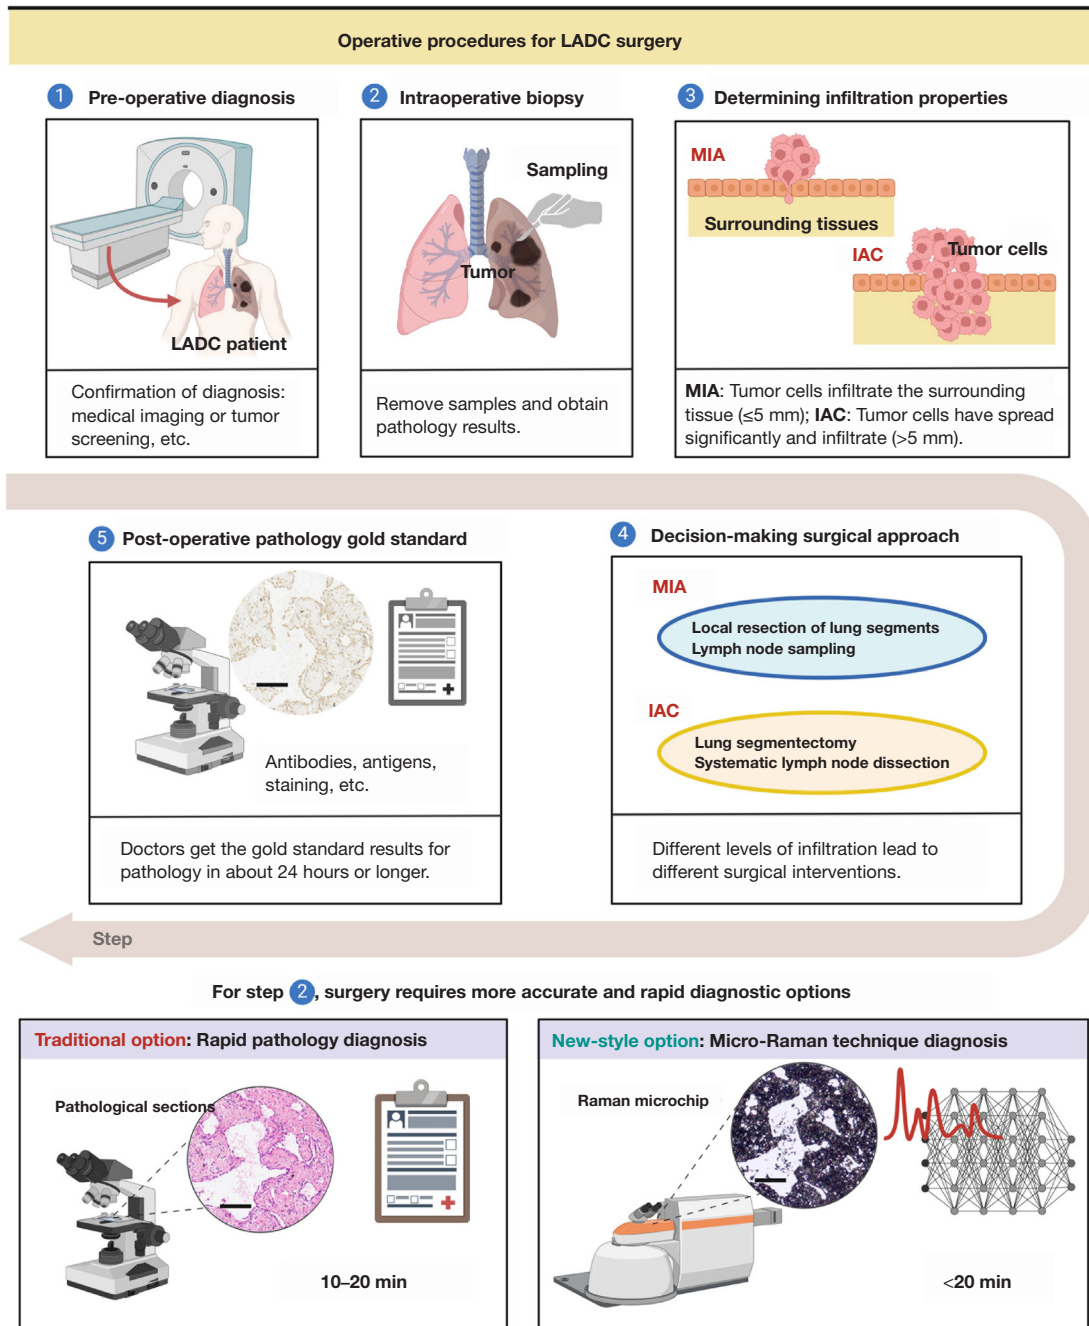 Operative procedures for LADC surgery
1 Pre-operative diagnosis
LADC patient
Confirmation of diagnosis:
medical imaging or tumor
screening, etc.
2 Intraoperative biopsy
Sampling
Tumor
Remove samples and obtain
pathology results.
3 Determining infiltration properties
MIA
Surrounding tissues
IAC
Tumor cells
MIA: Tumor cells infiltrate the surrounding
tissue (≤5 mm); IAC: Tumor cells have spread
significantly and infiltrate (>5 mm).
4 Decision-making surgical approach
MIA
Local resection of lung segments
Lymph node sampling
IAC
Lung segmentectomy
Systematic lymph node dissection
Different levels of infiltration lead to
different surgical interventions.
5 Post-operative pathology gold standard
Antibodies, antigens,
staining, etc.
Doctors get the gold standard results for
pathology in about 24 hours or longer.
Step
For step 2, surgery requires more accurate and rapid diagnostic options
Traditional option: Rapid pathology diagnosis
Pathological sections
10–20 min
New-style option: Micro-Raman technique diagnosis
Raman microchip
<20 min